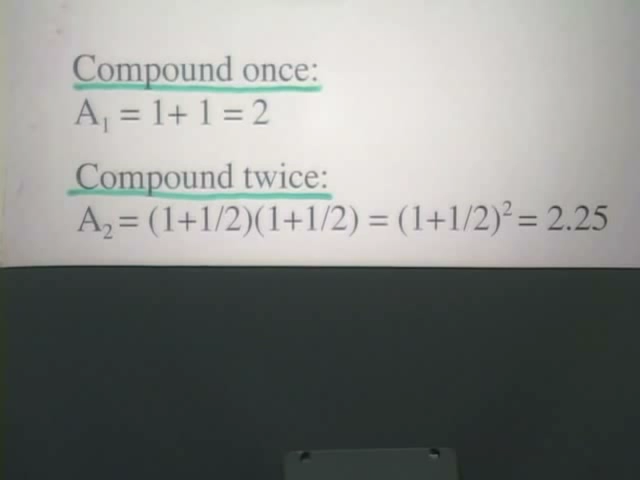 Compound once:
A₁ = 1+ 1 = 2
Compound twice:
A₂ = (1+1/2)(1+1/2) = (1+1/2)² = 2.25